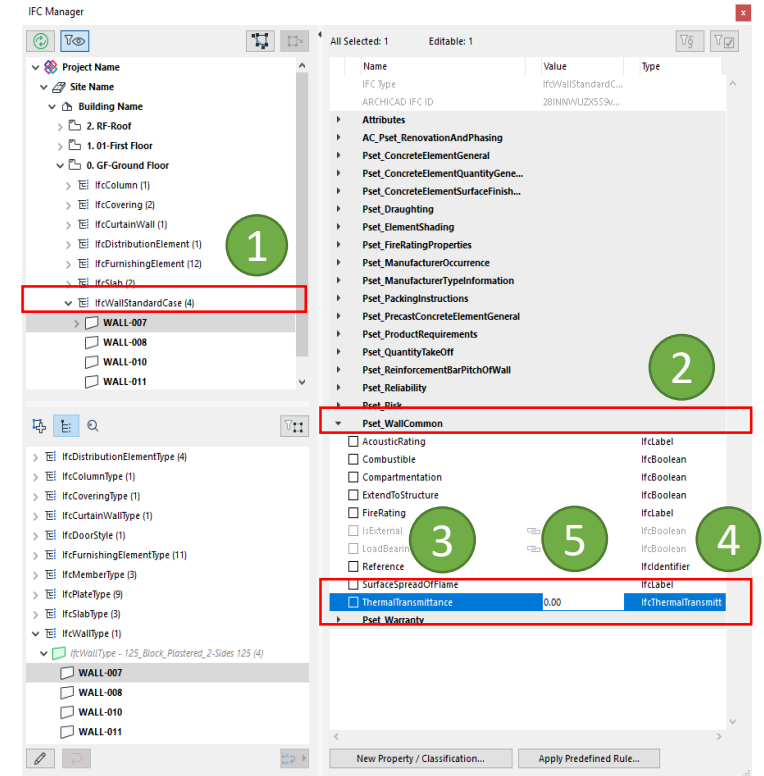 IFC Manager
x
Project Name
Site Name
Building Name
2. RF-Roof
1. 01-First Floor
0. GF-Ground Floor
IfcColumn (1)
IfcCovering (2)
IfcCurtainWall (1)
IfcDistributionElement (1)
IfcFurnishingElement (12)
IfcSlab (2)
IfcWallStandardCase (4)
WALL-007
WALL-008
WALL-010
WALL-011
1
IfcDistributionElementType (4)
IfcColumnType (1)
IfcCoveringType (1)
IfcCurtainWallType (1)
IfcDoorStyle (1)
IfcFurnishingElementType (11)
IfcMemberType (3)
IfcPlateType (9)
IfcSlabType (3)
IfcWallType (1)
IfcWallType - 125_Block_Plastered_2-Sides 125 (4)
WALL-007
WALL-008
WALL-010
WALL-011
All Selected: 1 Editable: 1
Name Value Type
IFC Type IfcWallStandardC...
ARCHICAD IFC ID 28INNWUZX5S9v...
Attributes
AC_Pset_RenovationAndPhasing
Pset_ConcreteElementGeneral
Pset_ConcreteElementQuantityGene...
Pset_ConcreteElementSurfaceFinish...
Pset_Draughting
Pset_ElementShading
Pset_FireRatingProperties
Pset_ManufacturerOccurrence
Pset_ManufacturerTypeInformation
Pset_PackingInstructions
Pset_PrecastConcreteElementGeneral
Pset_ProductRequirements
Pset_QuantityTakeOff
Pset_ReinforcementBarPitchOfWall
Pset_Reliability
Pset_Risk
2
Pset_WallCommon
AcousticRating IfcLabel
Combustible IfcBoolean
Compartmentation IfcBoolean
ExtendToStructure IfcBoolean
FireRating IfcLabel
IsExternal IfcBoolean
LoadBearin IfcBoolean
3 5 4
Reference IfcIdentifier
SurfaceSpreadOfFlame IfcLabel
ThermalTransmittance 0.00 IfcThermalTransmitt
Pset_Warranty
New Property / Classification... Apply Predefined Rule...